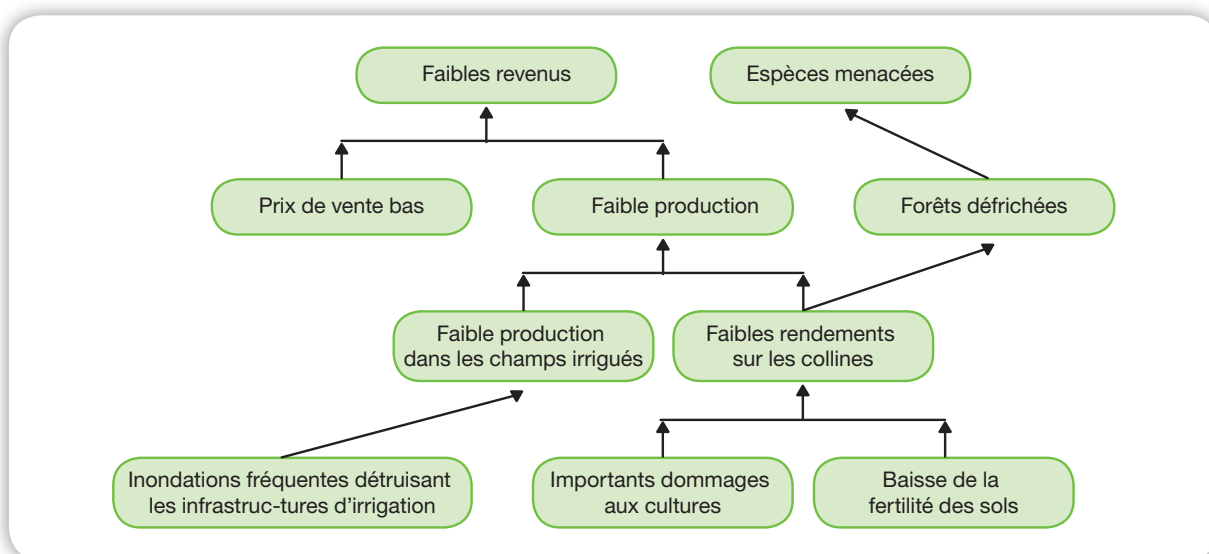 Faibles revenus
Espèces menacées
Prix de vente bas
Faible production
Forêts défrichées
Faible production
dans les champs irrigués
Faibles rendements
sur les collines
Inondations fréquentes détruisant
les infrastruc-tures d'irrigation
Importants dommages
aux cultures
Baisse de la
fertilité des sols